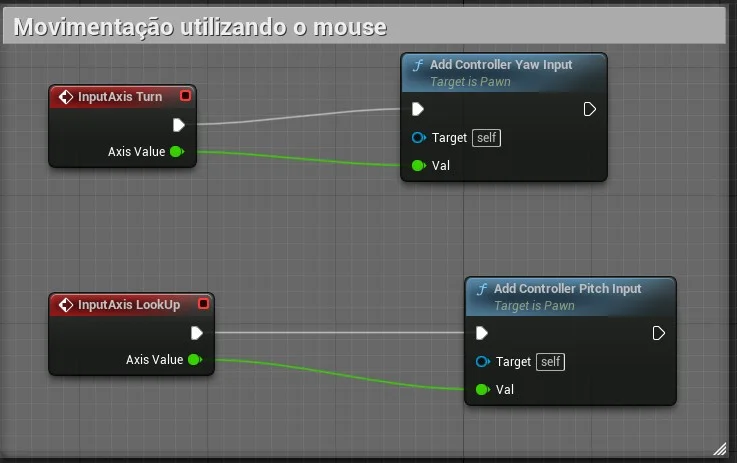 Movimentação utilizando o mouse
InputAxis Turn
Axis Value
Add Controller Yaw Input
Target is Pawn
Target self
Val
InputAxis LookUp
Axis Value
Add Controller Pitch Input
Target is Pawn
Target self
Val